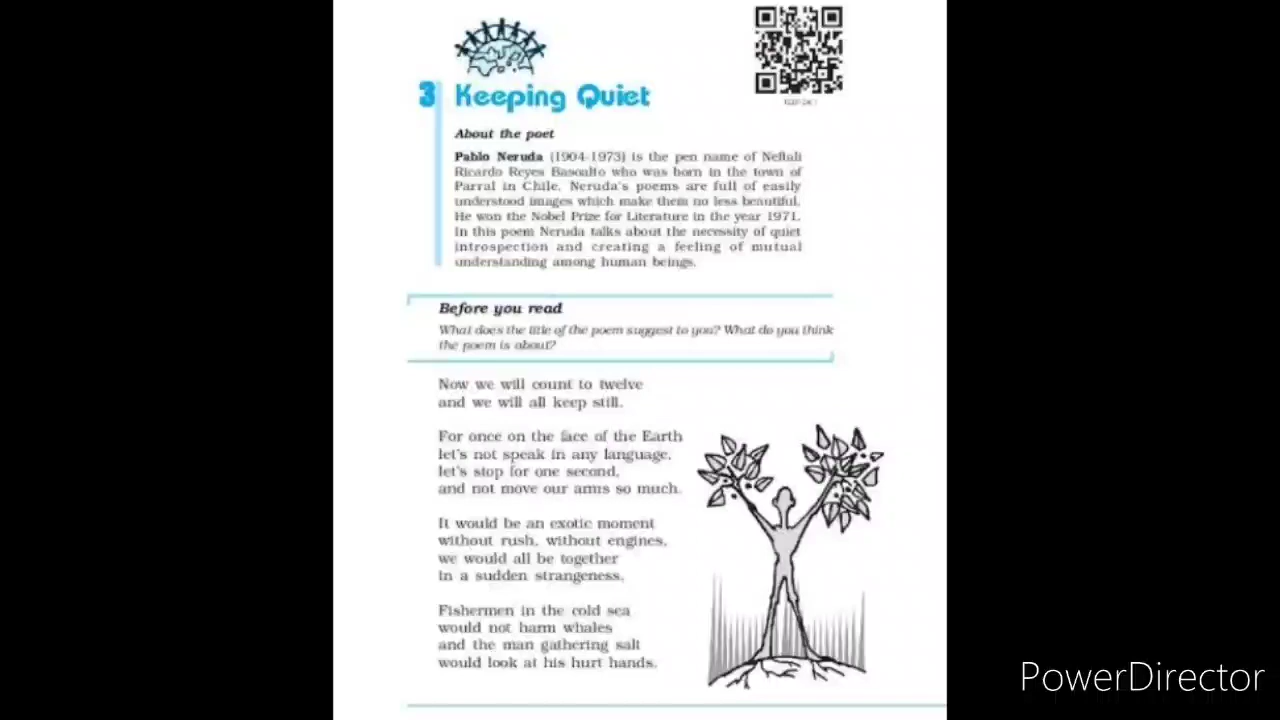 3 Keeping Quiet
About the poet
Pablo Neruda (1904-1973) is the pen name of Neftali
Ricardo Reyes Basoalto who was born in the town of
Parral in Chile. Neruda's poems are full of easily
understood images which make them no less beautiful.
He won the Nobel Prize for Literature in the year 1971.
In this poem Neruda talks about the necessity of quiet
introspection and creating a feeling of mutual
understanding among human beings.
Before you read
What does the title of the poem suggest to you? What do you think
the poem is about?
Now we will count to twelve
and we will all keep still.
For once on the face of the Earth
let's not speak in any language,
let's stop for one second,
and not move our arms so much.
It would be an exotic moment
without rush, without engines,
we would all be together
in a sudden strangeness.
Fishermen in the cold sea
would not harm whales
and the man gathering salt
would look at his hurt hands.
PowerDirector